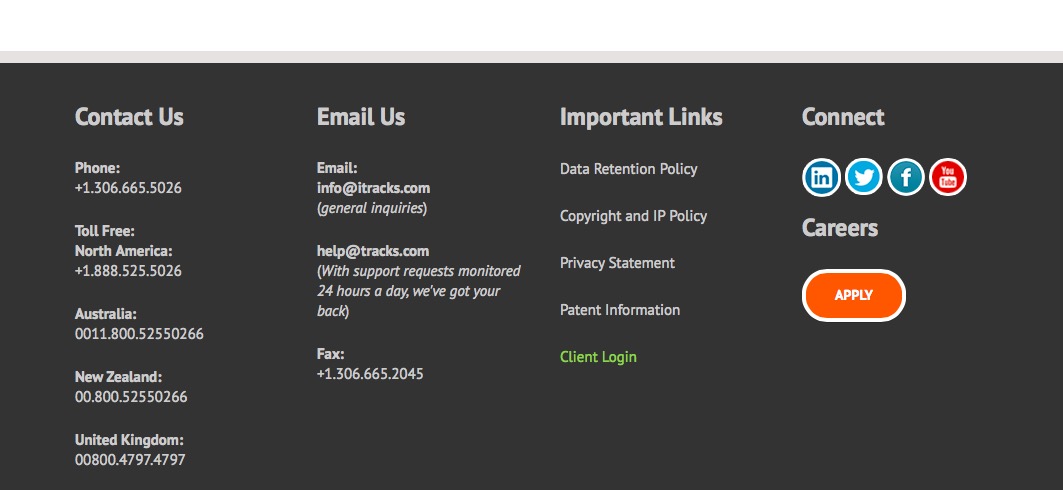 Contact Us
Phone:
+1.306.665.5026
Toll Free:
North America:
+1.888.525.5026
Australia:
0011.800.52550266
New Zealand:
00.800.52550266
United Kingdom:
00800.4797.4797
Email Us
Email:
info@itracks.com
(general inquiries)
help@tracks.com
(With support requests monitored
24 hours a day, we've got your
back)
Fax:
+1.306.665.2045
Important Links
Data Retention Policy
Copyright and IP Policy
Privacy Statement
Patent Information
Client Login
Connect
in
f
You
Tube
Careers
APPLY